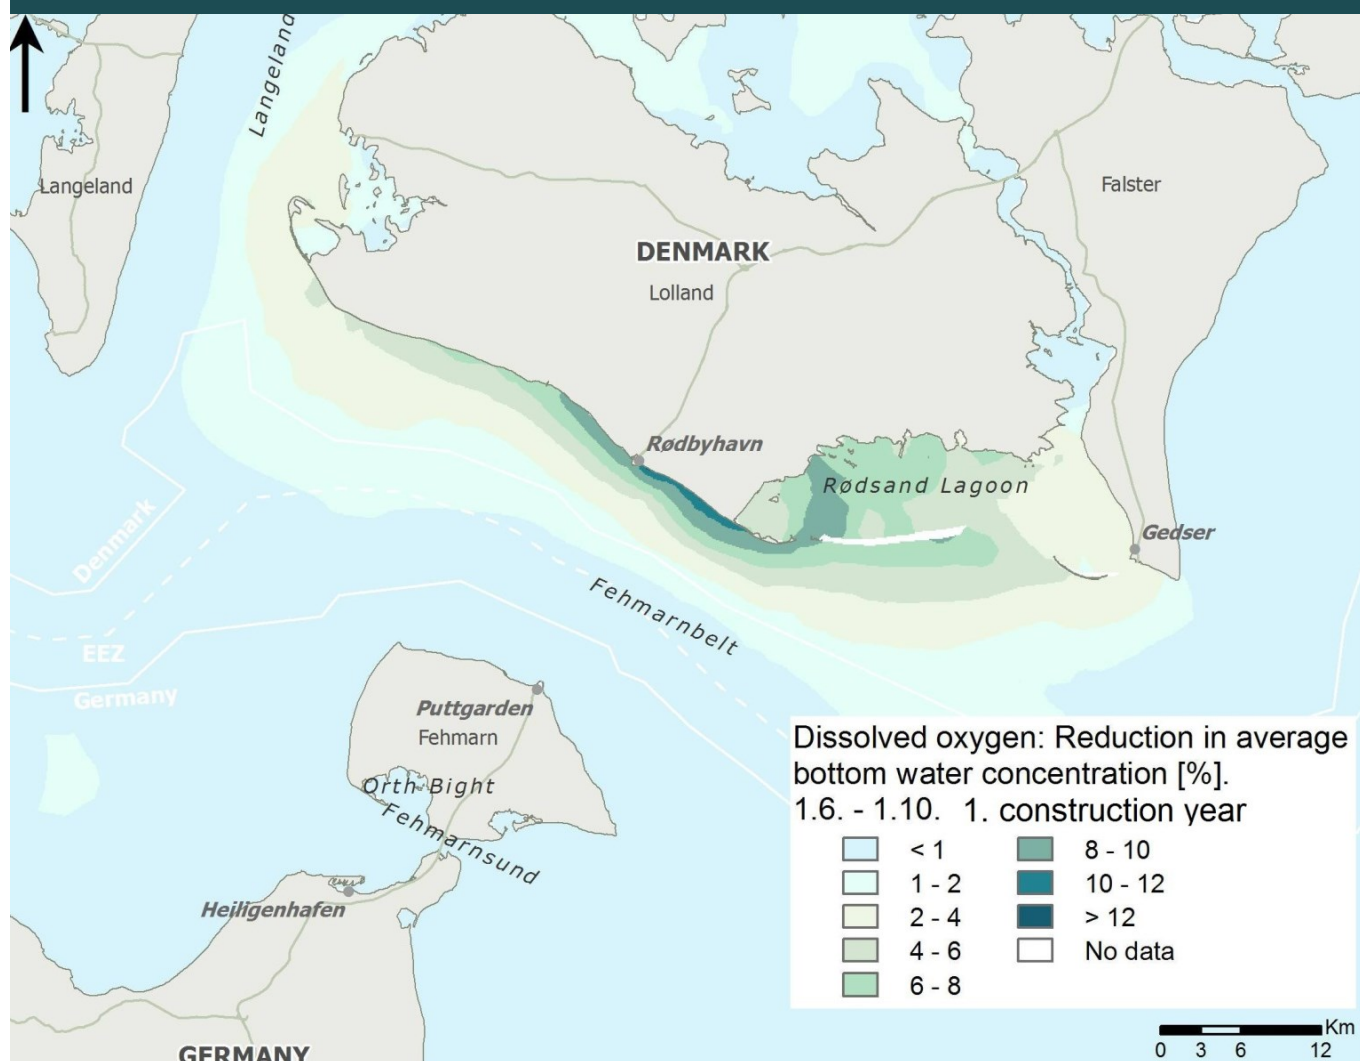 Langeland
Langeland
Falster
DENMARK
Lolland
Rødbyhavn
Rødsand Lagoon
Gedser
Denmark
Fehmarnbelt
EEZ
Germany
Puttgarden
Fehmarn
Orth Bight
Fehmarnsund
Heiligenhafen
GERMANY
Dissolved oxygen: Reduction in average
bottom water concentration [%].
1.6. - 1.10. 1. construction year
< 1
1 - 2
2 - 4
4 - 6
6 - 8
8 - 10
10 - 12
> 12
No data
Km
0 3 6 12